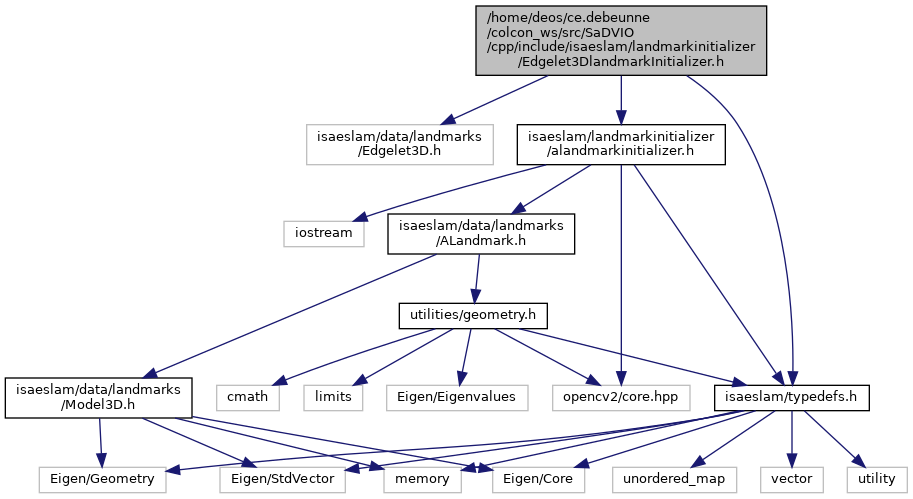 /home/deos/ce.debeunne
/colcon_ws/src/SaDVIO
/cpp/include/isaeslam/landmarkinitializer
/Edgelet3DlandmarkInitializer.h
isaeslam/data/landmarks
/Edgelet3D.h
isaeslam/landmarkinitializer
/alandmarkinitializer.h
iostream
isaeslam/data/landmarks
/ALandmark.h
utilities/geometry.h
isaeslam/data/landmarks
/Model3D.h
cmath
limits
Eigen/Eigenvalues
opencv2/core.hpp
isaeslam/typedefs.h
Eigen/Geometry
Eigen/StdVector
memory
Eigen/Core
unordered_map
vector
utility